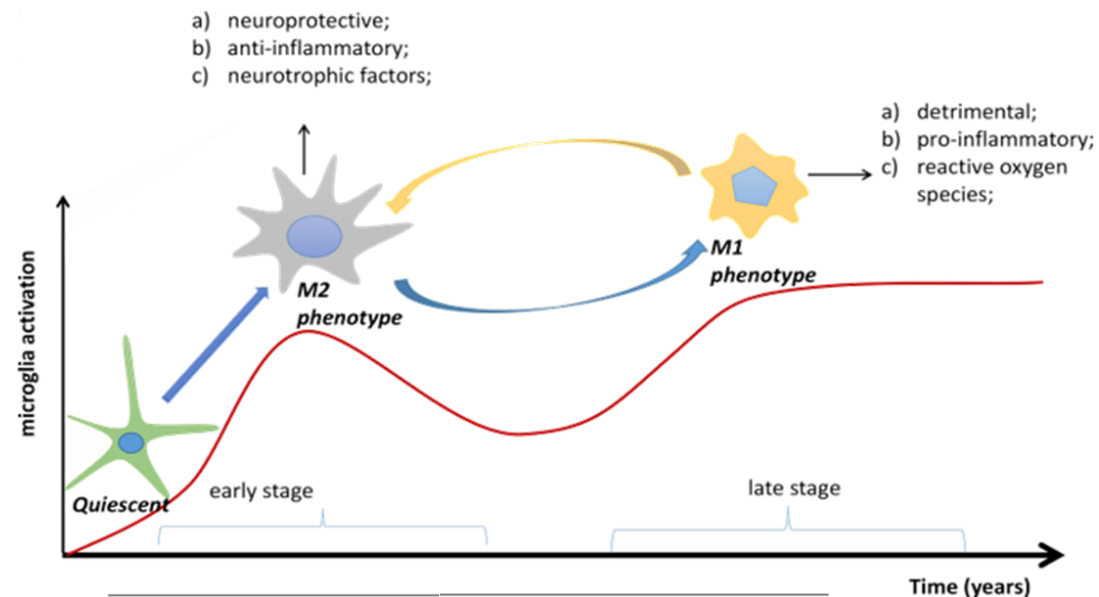 a) neuroprotective;
b) anti-inflammatory;
c) neurotrophic factors;
a) detrimental;
b) pro-inflammatory;
c) reactive oxygen
species;
M1
phenotype
M2
phenotype
microglia activation
Quiescent
early stage
late stage
Time (years)